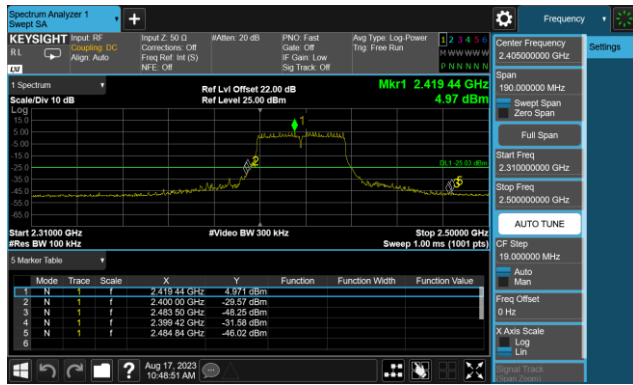 Spectrum Analyzer 1
Swept SA
Frequency
KEYSIGHT Input: RF
RL
Coupling: DC
Align: Auto
Input Z: 50 Ω
Corrections: Off
Freq Ref: Int (S)
NFE: Off
#Atten: 20 dB
PNO: Fast
Gate: Off
IF Gain: Low
Sig Track: Off
Avg Type: Log-Power
Trig: Free Run
1 2 3 4 5 6
M W W W W W
P N N N N N
LXI
1 Spectrum
Scale/Div 10 dB
Ref Lvl Offset 22.00 dB
Ref Level 25.00 dBm
Mkr1 2.419 44 GHz
4.97 dBm
Log
15.0
5.00
-5.00
-15.0
-25.0
-35.0
-45.0
-55.0
-65.0
1
2
5
DL1 -25.03 dBm
Start 2.31000 GHz
#Res BW 100 kHz
#Video BW 300 kHz
Stop 2.50000 GHz
Sweep 1.00 ms (1001 pts)
5 Marker Table
Mode Trace Scale X Y Function Function Width Function Value
1 N 1 f 2.419 44 GHz 4.971 dBm
2 N 1 f 2.400 00 GHz -29.57 dBm
3 N 1 f 2.483 50 GHz -48.25 dBm
4 N 1 f 2.399 42 GHz -31.58 dBm
5 N 1 f 2.484 84 GHz -46.02 dBm
6
?
Aug 17, 2023
10:48:51 AM
Center Frequency
2.405000000 GHz
Settings
Span
190.000000 MHz
Swept Span
Zero Span
Full Span
Start Freq
2.310000000 GHz
Stop Freq
2.500000000 GHz
AUTO TUNE
CF Step
19.000000 MHz
Auto
Man
Freq Offset
0 Hz
X Axis Scale
Log
Lin
Signal Track
(Span Zoom)